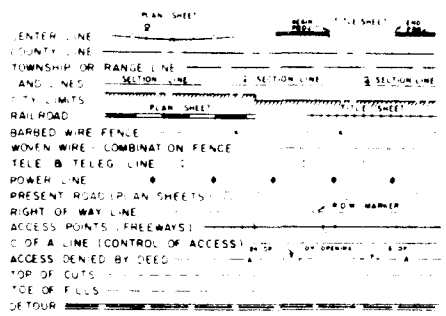 PLAN SHEET TITLE SHEET
BEGIN PROJ. END PROJ.
CENTER LINE
COUNTY LINE
TOWNSHIP OR RANGE LINE
LAND LINES SECTION LINE SECTION LINE SECTION LINE
CITY LIMITS
PLAN SHEET TITLE SHEET
RAILROAD
BARBED WIRE FENCE
WOVEN WIRE - COMBINATION FENCE
TELE & TELEG LINE
POWER LINE
PRESENT ROAD (PLAN SHEETS)
RIGHT OF WAY LINE R.O.W. MARKER
ACCESS POINTS (FREEWAYS)
C OF A LINE (CONTROL OF ACCESS) OPENING
ACCESS DENIED BY DEED
TOP OF CUTS
TOE OF FILLS
DETOUR